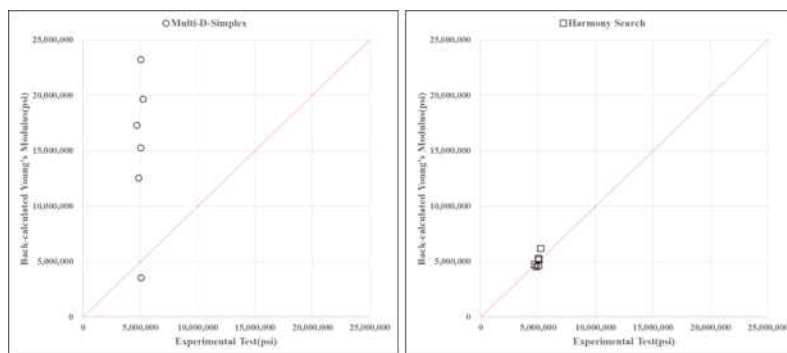 Multi-D-Simplex
25,000,000
20,000,000
15,000,000
10,000,000
5,000,000
0
Back-calculated Young's Modulus(psi)
0 5,000,000 10,000,000 15,000,000 20,000,000 25,000,000
Experimental Test(psi)
Harmony Search
25,000,000
20,000,000
15,000,000
10,000,000
5,000,000
0
Back-calculated Young's Modulus(psi)
0 5,000,000 10,000,000 15,000,000 20,000,000 25,000,000
Experimental Test(psi)